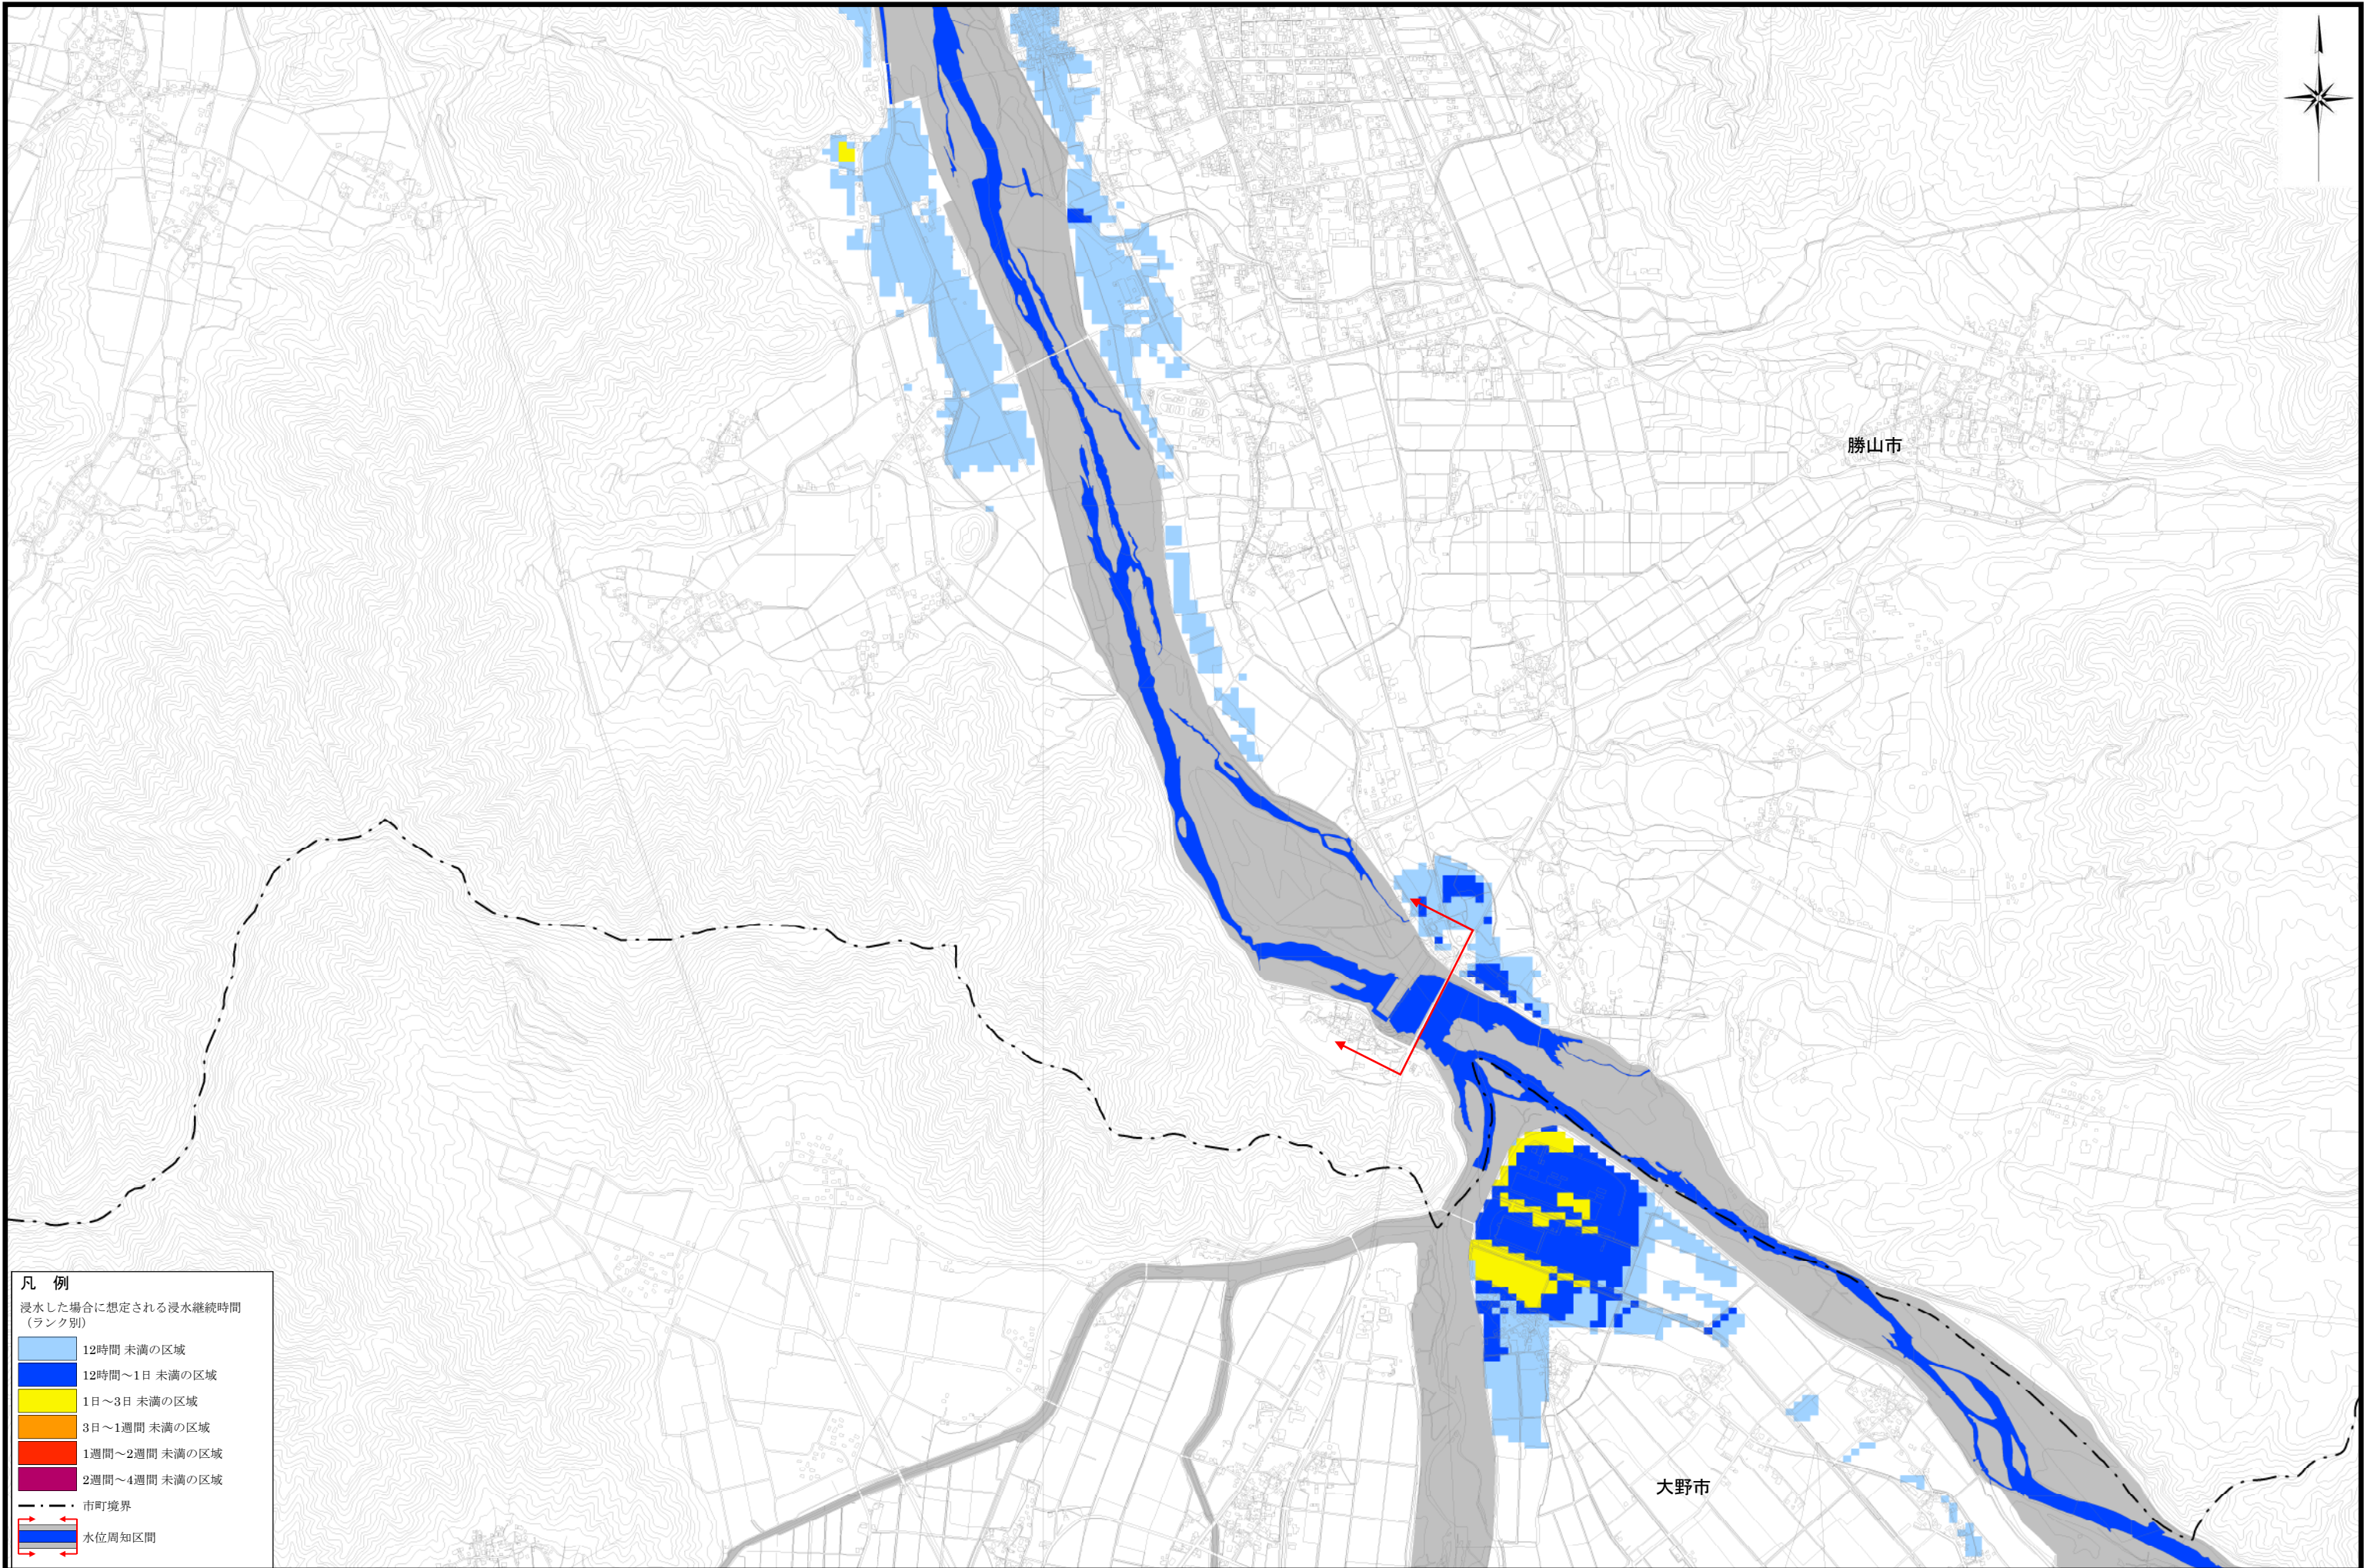 勝山市
大野市
凡 例
浸水した場合に想定される浸水継続時間
(ランク別)
12時間 未満の区域
12時間~1日 未満の区域
1日~3日 未満の区域
3日~1週間 未満の区域
1週間~2週間 未満の区域
2週間~4週間 未満の区域
市町境界
水位周知区間